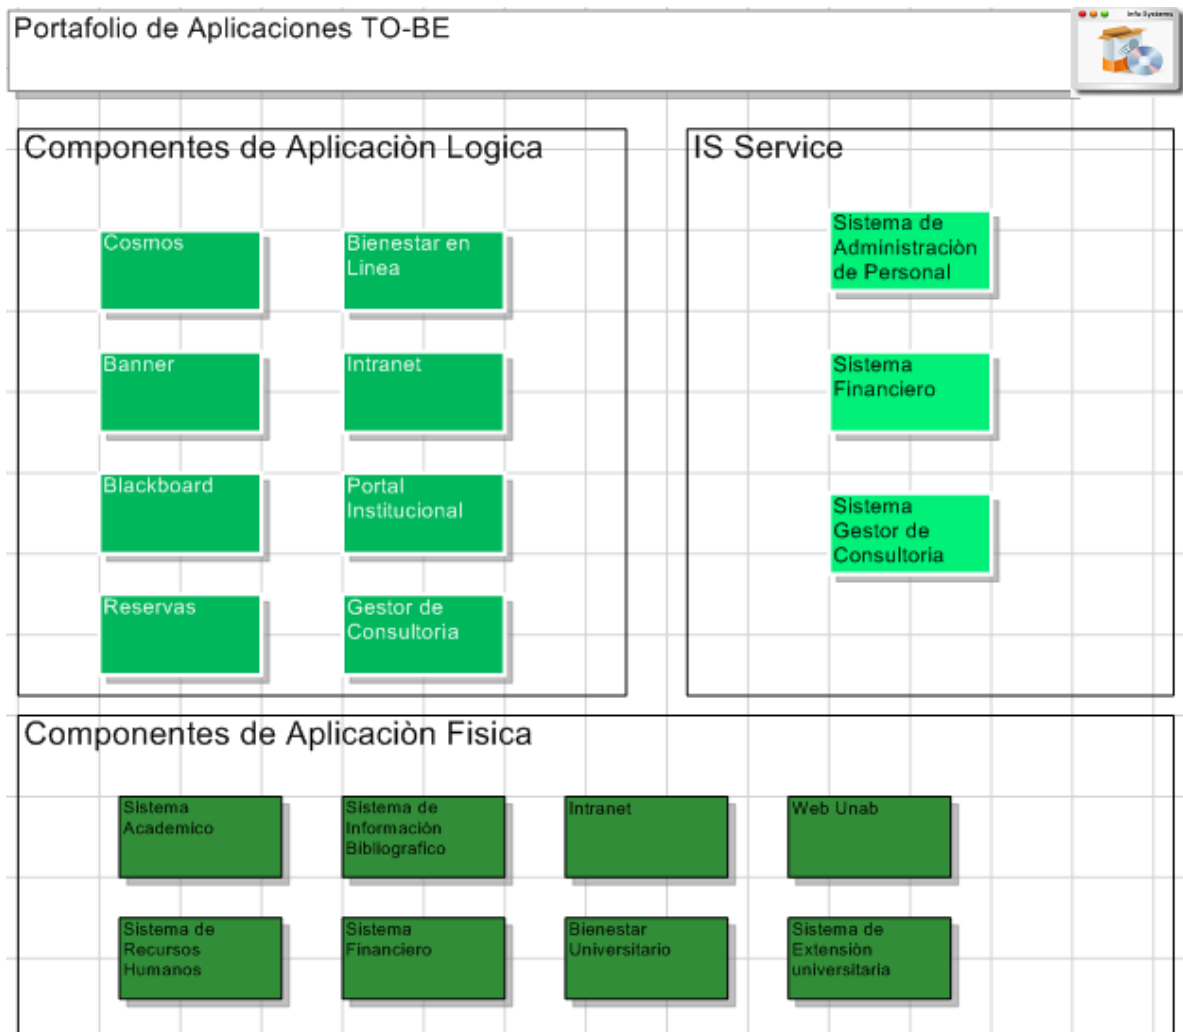 Portafolio de Aplicaciones TO-BE
Info Systems
Componentes de Aplicaciòn Logica
Cosmos
Bienestar en
Linea
Banner
Intranet
Blackboard
Portal
Institucional
Reservas
Gestor de
Consultoria
IS Service
Sistema de
Administraciòn
de Personal
Sistema
Financiero
Sistema
Gestor de
Consultoria
Componentes de Aplicaciòn Fisica
Sistema
Academico
Sistema de
Informaciòn
Bibliografico
Intranet
Web Unab
Sistema de
Recursos
Humanos
Sistema
Financiero
Bienestar
Universitario
Sistema de
Extensiòn
universitaria